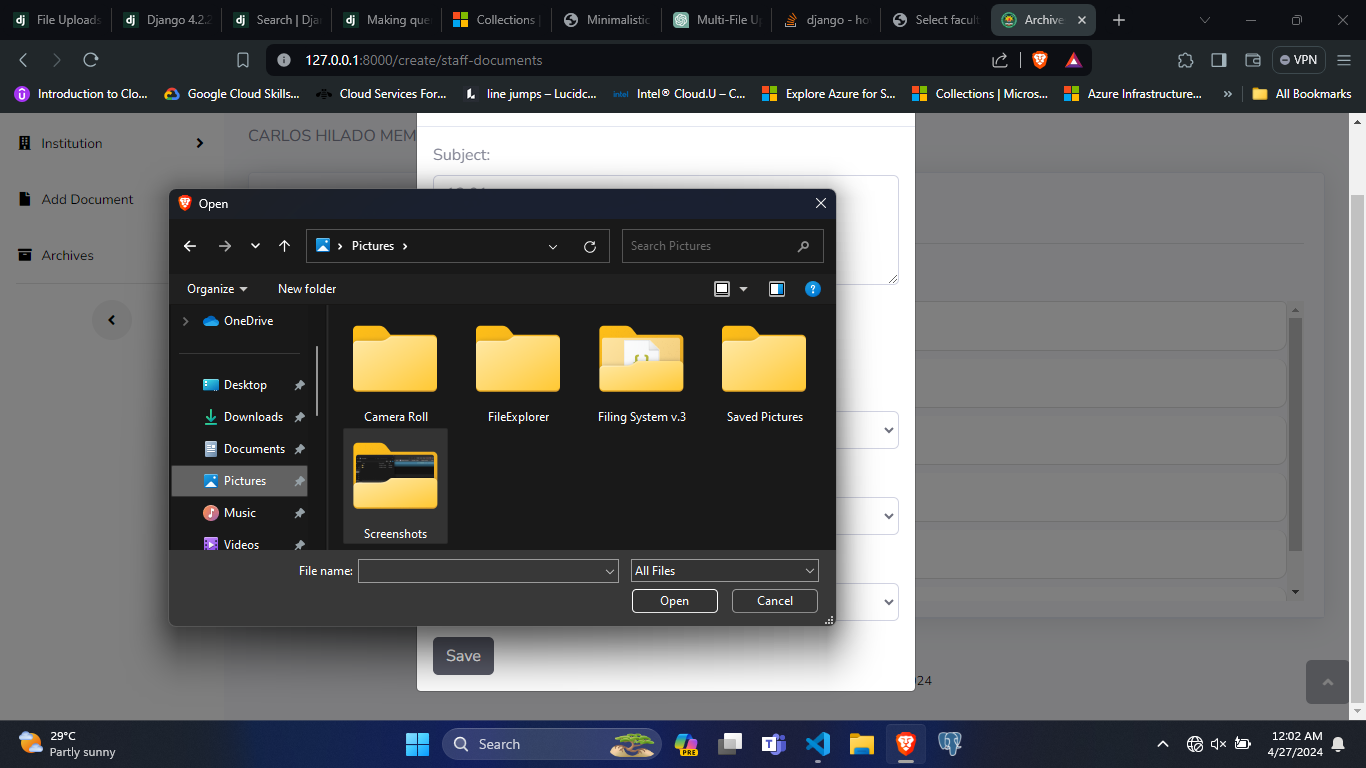 File Uploads
Django 4.2.2
Search | Djan
Making que
Collections |
Minimalistic
Multi-File Up
django - ho
Select facult
Archive
127.0.0.1:8000/create/staff-documents
VPN
Introduction to Clo...
Google Cloud Skills...
Cloud Services For...
line jumps – Lucidc...
Intel® Cloud.U – C...
Explore Azure for S...
Collections | Micros...
Azure Infrastructure...
All Bookmarks
Institution
CARLOS HILADO MEM
Subject:
Add Document
Archives
Open
Pictures
Search Pictures
Organize
New folder
OneDrive
Desktop
Downloads
Documents
Pictures
Music
Videos
Camera Roll
FileExplorer
Filing System v.3
Saved Pictures
Screenshots
File name:
All Files
Open
Cancel
Save
024
29°C
Partly sunny
Search
PRE
12:02 AM
4/27/2024